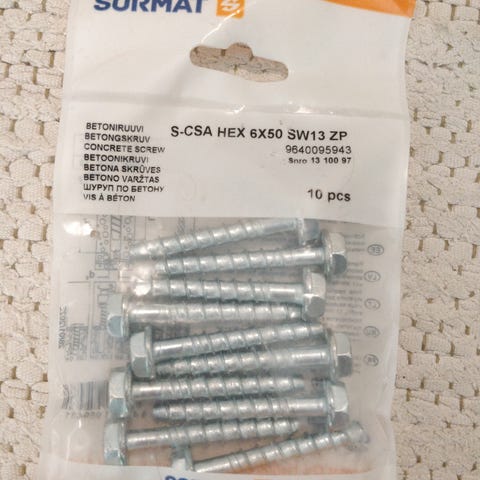 SORMAT S
S-CSA HEX 6X50 SW13 ZP
9640095943
Snro 13 100 97
10 pcs
BETONIRUUVI
BETONGSKRUV
CONCRETE SCREW
BETOONIKRUVI
BETONA SKRŪVES
BETONO VARŽTAS
ШУРУП ПО БЕТОНУ
VIS À BÉTON